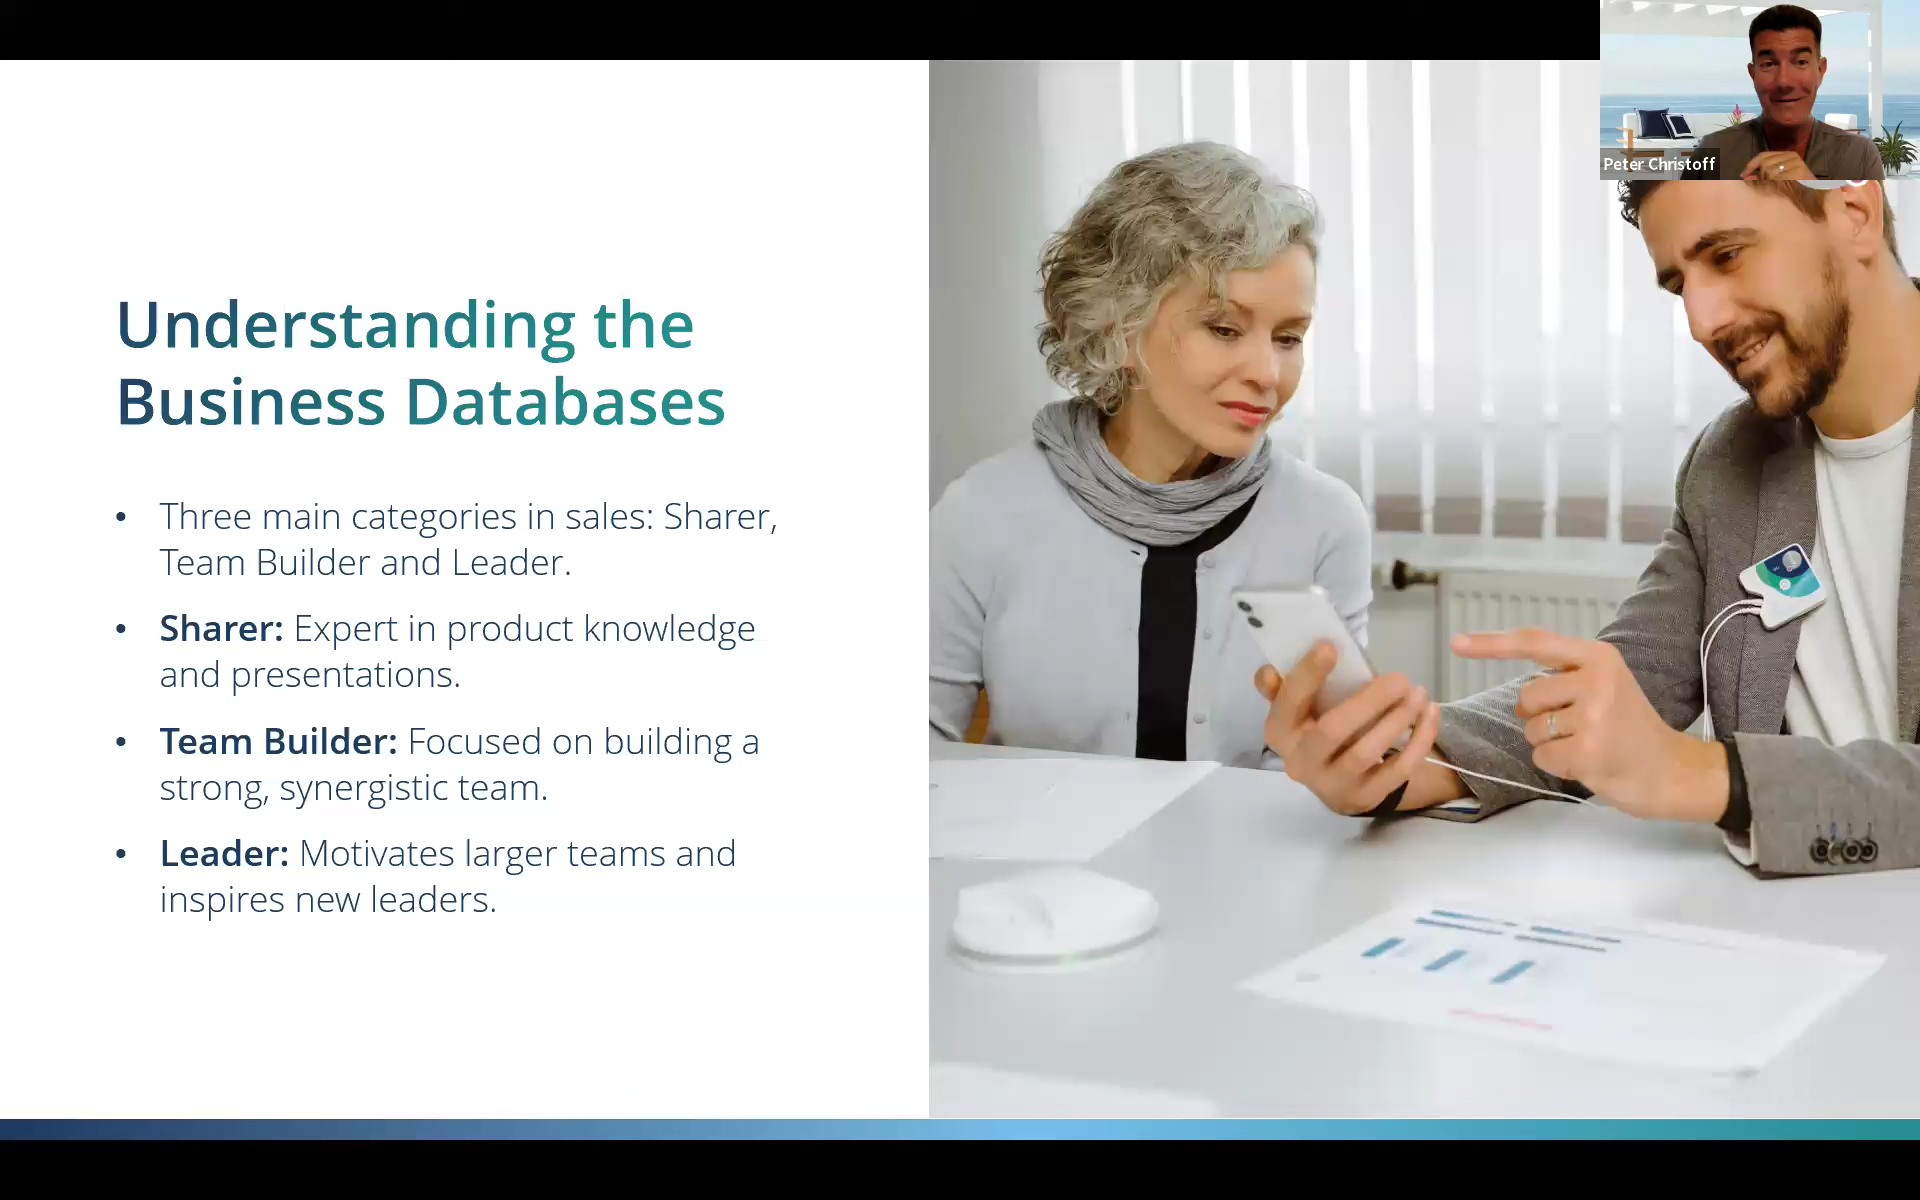 Peter Christoff
Understanding the
Business Databases
• Three main categories in sales: Sharer,
Team Builder and Leader.
• Sharer: Expert in product knowledge
and presentations.
• Team Builder: Focused on building a
strong, synergistic team.
• Leader: Motivates larger teams and
inspires new leaders.